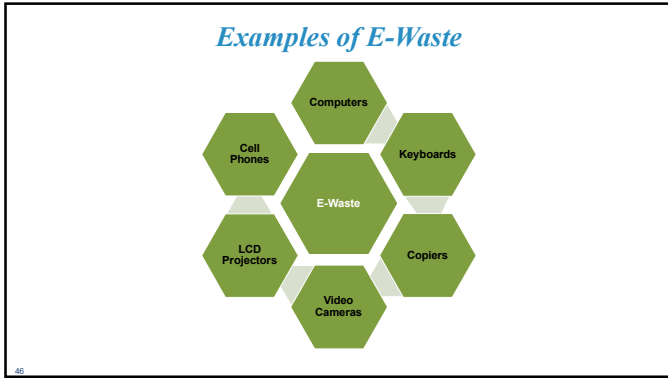 Examples of E-Waste
Computers
Cell
Phones
Keyboards
E-Waste
LCD
Projectors
Copiers
Video
Cameras
46